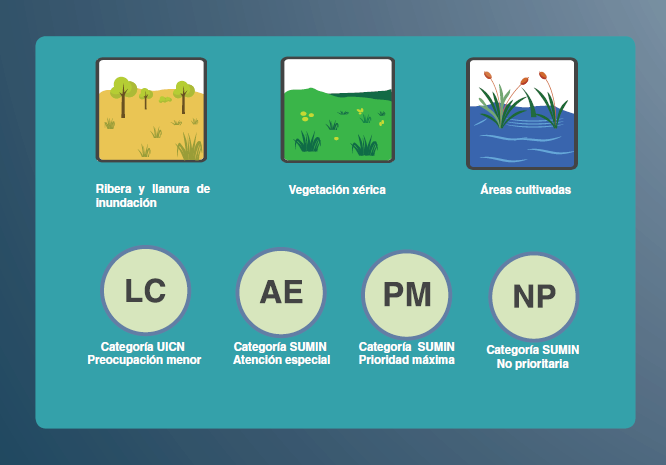 Ribera y llanura de
inundación
Vegetación xérica
Áreas cultivadas
LC
AE
PM
NP
Categoría UICN
Preocupación menor
Categoría SUMIN
Atención especial
Categoría SUMIN
Prioridad máxima
Categoría SUMIN
No prioritaria